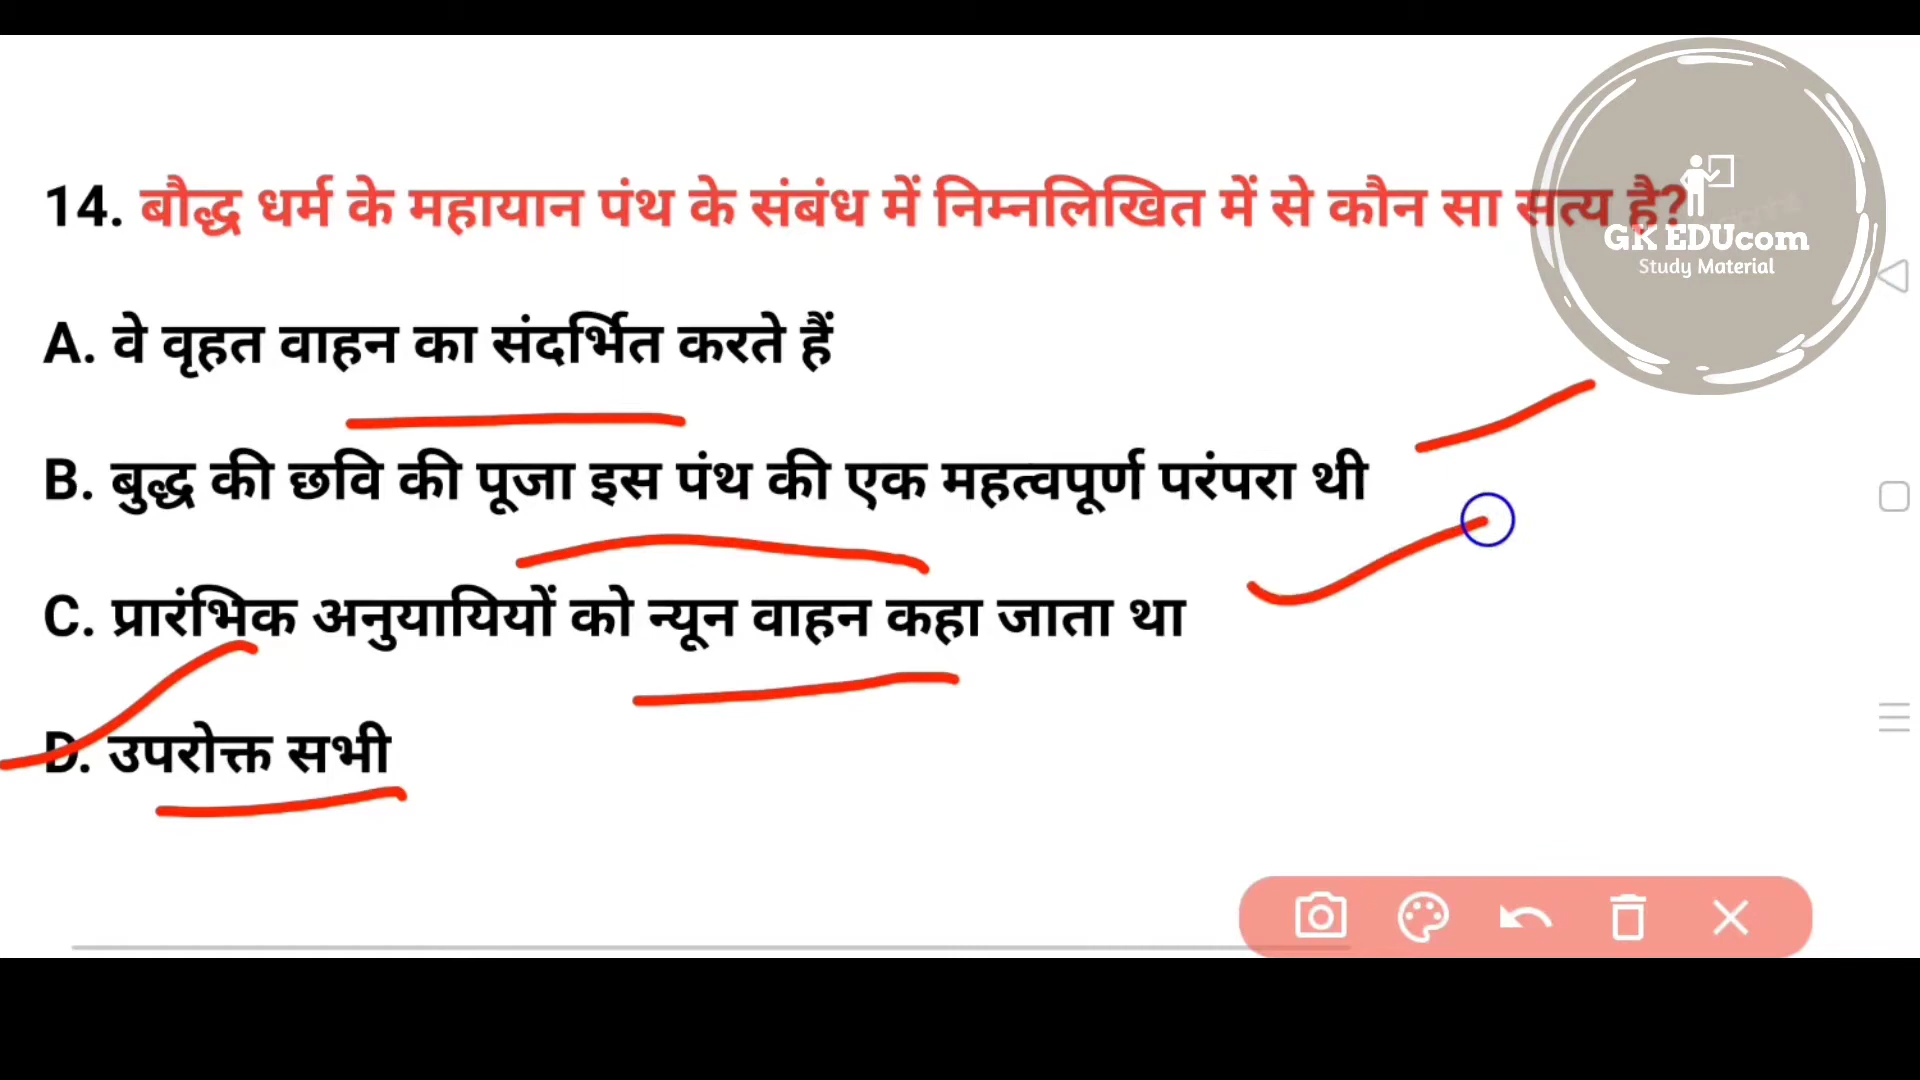 14. बौद्ध धर्म के महायान पंथ के संबंध में निम्नलिखित में से कौन सा सत्य है?
GK EDUcom
Study Material
A. वे वृहत वाहन का संदर्भित करते हैं
B. बुद्ध की छवि की पूजा इस पंथ की एक महत्वपूर्ण परंपरा थी
C. प्रारंभिक अनुयायियों को न्यून वाहन कहा जाता था
D. उपरोक्त सभी